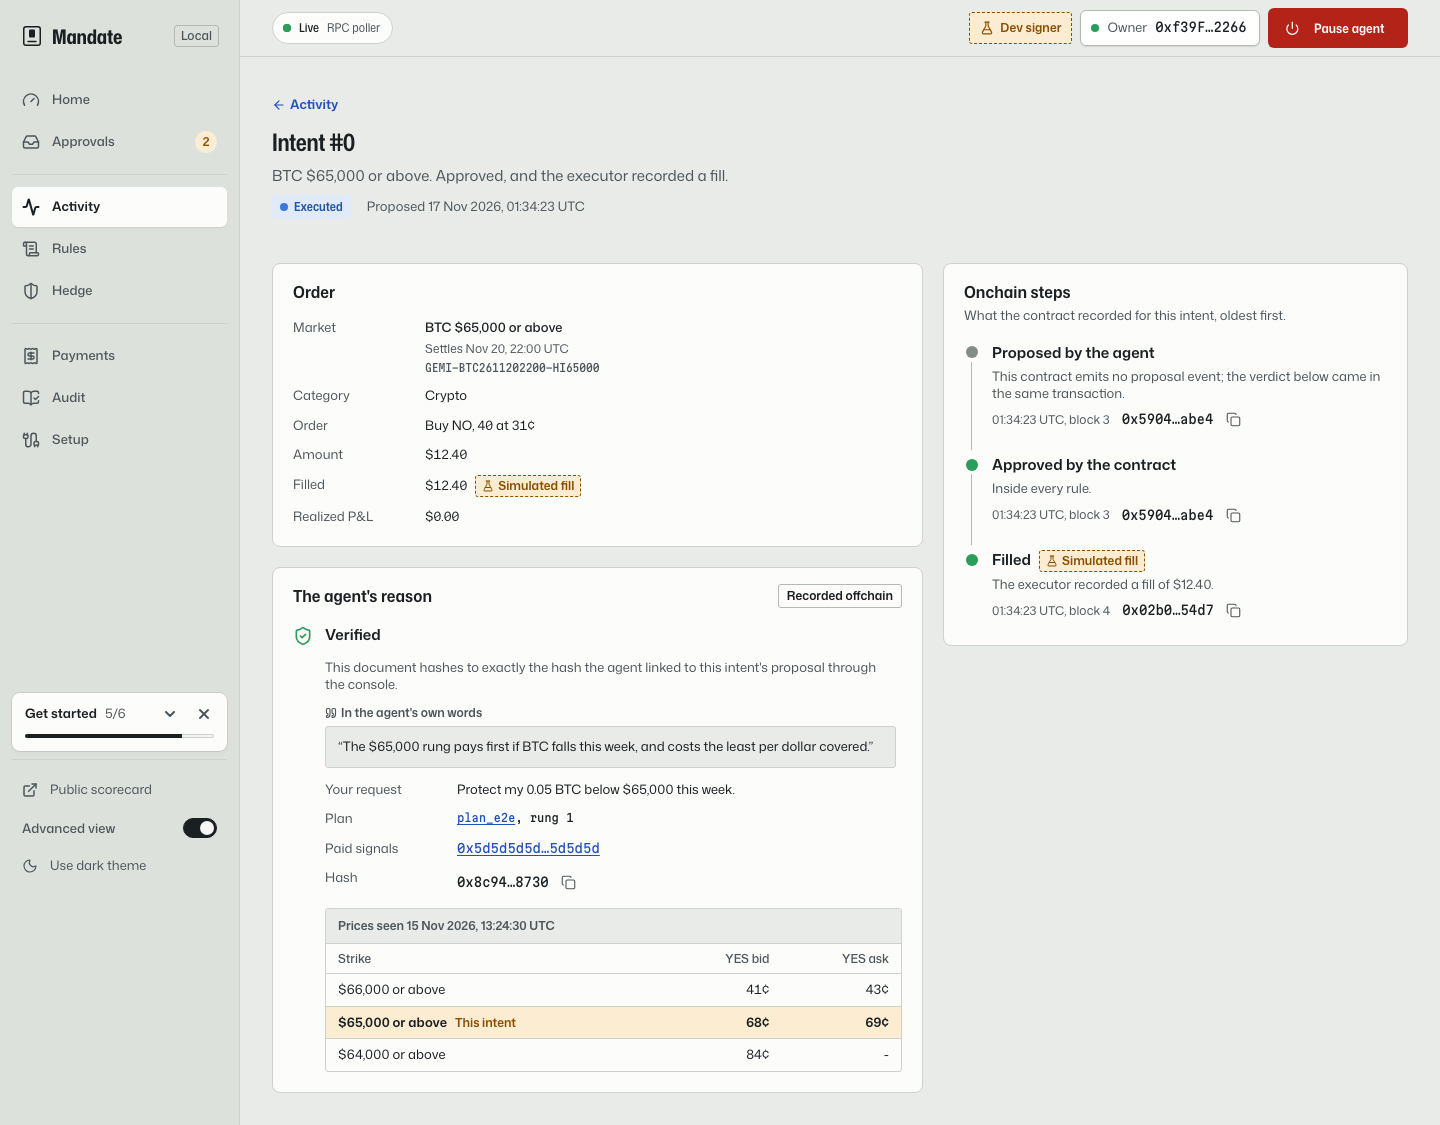 Mandate
Local
Home
Approvals 2
Activity
Rules
Hedge
Payments
Audit
Setup
Get started 5/6
Public scorecard
Advanced view
Use dark theme
Live RPC poller
Dev signer
Owner 0xf39F…2266
Pause agent
Activity
Intent #0
BTC $65,000 or above. Approved, and the executor recorded a fill.
Executed
Proposed 17 Nov 2026, 01:34:23 UTC
Order
Market BTC $65,000 or above
Settles Nov 20, 22:00 UTC
GEMI-BTC2611202200-HI65000
Category Crypto
Order Buy NO, 40 at 31¢
Amount $12.40
Filled $12.40 Simulated fill
Realized P&L $0.00
The agent's reason
Recorded offchain
Verified
This document hashes to exactly the hash the agent linked to this intent's proposal through
the console.
In the agent's own words
“The $65,000 rung pays first if BTC falls this week, and costs the least per dollar covered.”
Your request Protect my 0.05 BTC below $65,000 this week.
Plan plan_e2e, rung 1
Paid signals 0x5d5d5d5d…5d5d5d
Hash 0x8c94…8730
Prices seen 15 Nov 2026, 13:24:30 UTC
Strike YES bid YES ask
$66,000 or above 41¢ 43¢
$65,000 or above This intent 68¢ 69¢
$64,000 or above 84¢ -
Onchain steps
What the contract recorded for this intent, oldest first.
Proposed by the agent
This contract emits no proposal event; the verdict below came in
the same transaction.
01:34:23 UTC, block 3 0x5904…abe4
Approved by the contract
Inside every rule.
01:34:23 UTC, block 3 0x5904…abe4
Filled Simulated fill
The executor recorded a fill of $12.40.
01:34:23 UTC, block 4 0x02b0…54d7